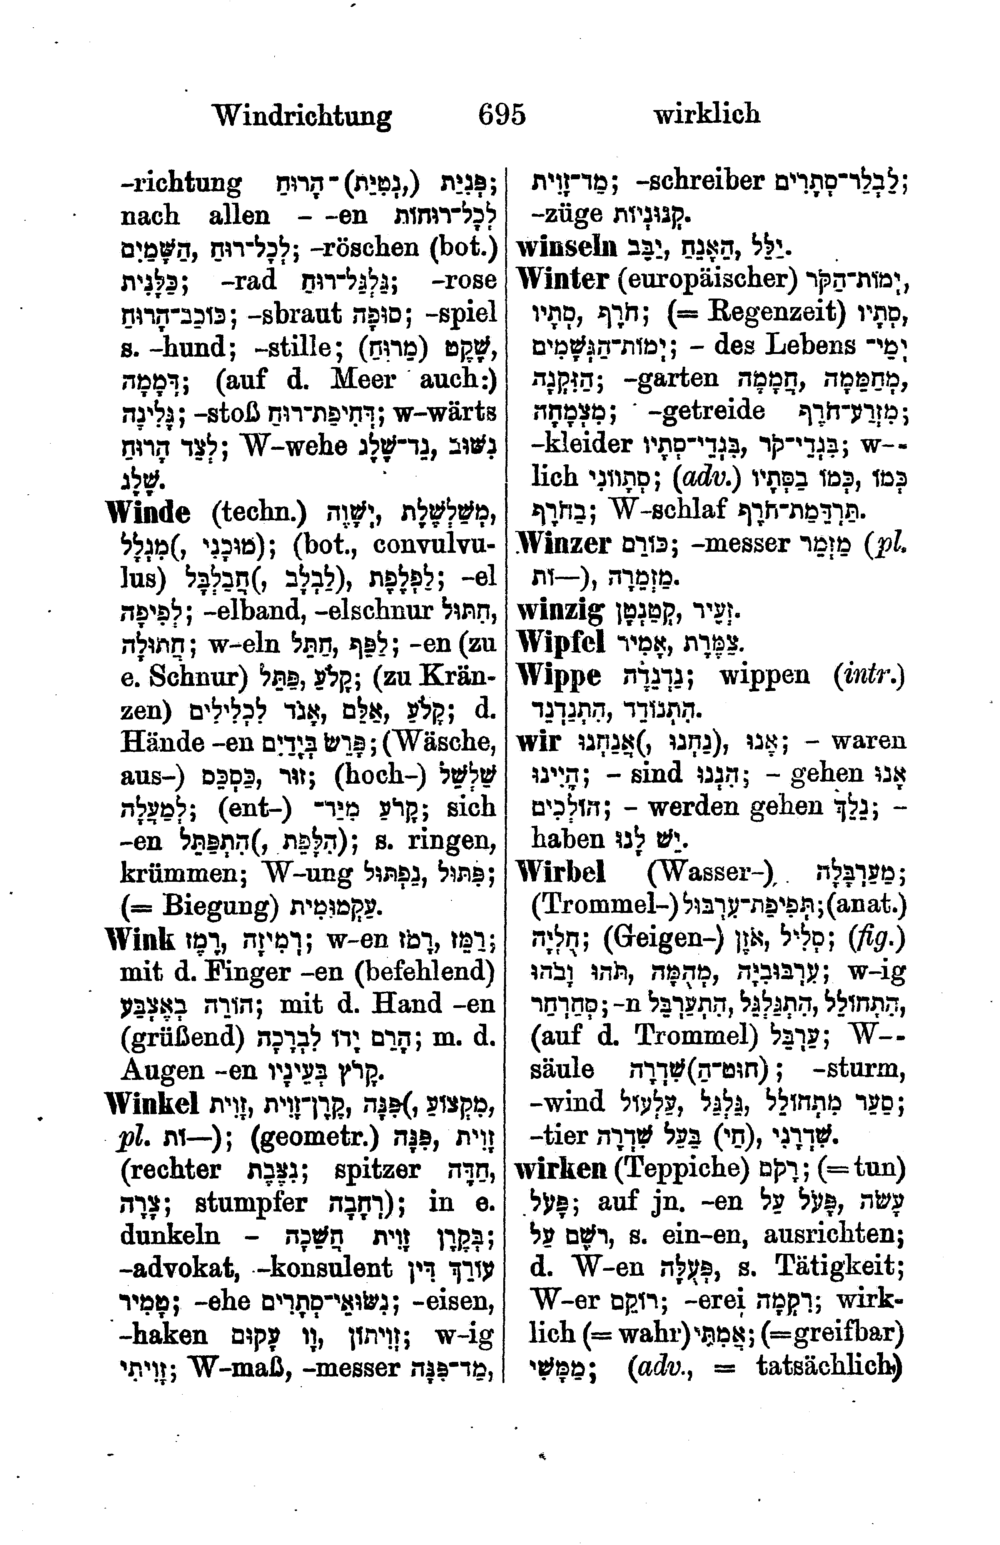 Windrichtung 695 wirklich
-richtung פְּנִיַּת (נְטִיַּת,)-הָרוּחַ;
nach allen - -en לְכָל-רוּחוֹת
הַשָּׁמַיִם, לְכָל-רוּחַ; -röschen (bot.)
כַּלָּנִית; -rad גַּלְגַּל-רוּחַ; -rose
כּוֹכַב-הָרוּחַ; -sbraut סוּפָה; -spiel
s. -hund; -stille; שָׁקֵט (מֵרוּחַ),
דְּמָמָה; (auf d. Meer auch:)
גְּלִינָה; -stoß דְּחִיפַת-רוּחַ; w-wärts
לְצַד הָרוּחַ; W-wehe נֵד-שָׁלֶג, נְשׁוּב
שָׁלֶג.
Winde (techn.) מְשַׁלְשֶׁלֶת, יְשֻׁוֶּה,
מִגְלָל(, מוּכָנִי); (bot., convulvu-
lus) חֲבַלְבָּל(, לַבְלָב), לַפְלֶפֶת; -el
לְפִיפָה; -elband, -elschnur חִתּוּל,
חֲתוּלָּה; w-eln לַפֵּף, חַתֵּל; -en (zu
e. Schnur) קָלֹעַ, פַּתֵּל; (zu Krän-
zen) קָלֹעַ, אַלֵּם, אָגֹד לִכְלִילִים; d.
Hände -en פָּרֵשׂ בְּיָדַיִם; (Wäsche,
aus-) זוּר, כַּסְכֵּם; (hoch-) שַׁלְשֵׁל
לְמַעְלָה; (ent-) קָרֹעַ מִיַּד-; sich
-en הִתְפַּתֵּל(, הִלָּפֵת); s. ringen,
krümmen; W-ung פִּתּוּל, נַפְתּוּל;
(= Biegung) עַקְמוּמִית.
Wink רֶמֶז, רְמִיזָה; w-en רָמֹז, רַמֵּז;
mit d. Finger -en (befehlend)
הוֹרֵה בְאֶצְבַּע; mit d. Hand -en
(grüßend) הָרֵם יָדוֹ לִבְרָכָה; m. d.
Augen -en קָרֹץ בְּעֵינָיו.
Winkel זָוִית, קֶרֶן-זָוִית, פִּנָּה(, מִקְצוֹעַ,
pl. —וֹת); (geometr.) זָוִית, פִּנָּה,
(rechter נִצֶּבֶת; spitzer חַדָּה,
צָרָה; stumpfer רְחָבָה); in e.
dunkeln - בְּקֶרֶן זָוִית חֲשֵׁכָה;
-advokat, -konsulent עוֹרֵךְ דִּין
טָמִיר; -ehe נִשּׂוּאֵי-סְתָרִים; -eisen,
-haken זָוִיתוֹן, וָו עָקוּם; w-ig
זָוִיתִי; W-maß, -messer מַד-פִּנָּה,
מַד-זָוִית; -schreiber לַבְלַר-סְתָרִים;
-züge קְנוּנְיוֹת.
winseln יַלֵּל, הֵאָנֵחַ, יַבֵּב.
Winter (europäischer) יְמוֹת-הַקֹּר,
חֹרֶף, סְתָיו; (= Regenzeit) סְתָיו,
יְמוֹת-הַגְּשָׁמִים; - des Lebens יְמֵי-
הַזִּקְנָה; -garten מְחַמַּמָה, חֲמָמָה,
מַצְמָחָה; -getreide מִזְרַע-חֹרֶף;
-kleider בִּגְדֵי-קֹר, בִּגְדֵי-סְתָיו; w--
lich סִתְוָנִי; (adv.) כְּמוֹ בַסְּתָיו, כְּמוֹ
בַחֹרֶף; W-schlaf תַּרְדֵּמַת-חֹרֶף.
Winzer כּוֹרֵם; -messer מַזְמֵר (pl.
—וֹת), מַזְמֵרָה.
winzig זָעִיר, קְטַנְטָן.
Wipfel צַמֶּרֶת, אָמִיר.
Wippe נַדְנֵדָה; wippen (intr.)
הִתְנוֹדֵד, הִתְנַדְנֵד.
wir אֲנַחְנוּ(, נַחְנוּ), אָנוּ; - waren
הָיִינוּ; - sind הִנְנוּ; - gehen אָנוּ
הוֹלְכִים; - werden gehen נֵלֵךְ; -
haben יֵשׁ לָנוּ.
Wirbel (Wasser-) מַעַרְבָּלָה;
(Trommel-) תְּפִיפַת-עִרְבּוּל; (anat.)
חֻלְיָה; (Geigen-) סְלִיל, אֹזֶן; (fig.)
עִרְבּוּבִיָה, מְהֻמָה, תֹּהוּ וָבֹהוּ; w-ig
סְחַרְחַר; -n הִתְחוֹלֵל, הִתְגַּלְגֵּל, הִתְעַרְבֵּל,
(auf d. Trommel) עַרְבֵּל; W--
säule (חוּט-הַ)שִּׁדְרָה; -sturm,
-wind סַעַר מִתְחוֹלֵל, גַּלְגַּל, עַלְעוֹל;
-tier שִׁדְרָנִי, (חַי) בַּעַל שִׁדְרָה.
wirken (Teppiche) רָקֹם; (=tun)
עָשֹׂה, פָּעֹל; auf jn. -en פָּעֹל עַל
רֹשֶׁם עַל, s. ein-en, ausrichten;
d. W-en פְּעֻלָּה, s. Tätigkeit;
W-er רוֹקֵם; -erei רִקְמָה; wirk-
lich (= wahr) אֲמִתִּי; (=greifbar)
מַמָּשִׁי; (adv., = tatsächlich)